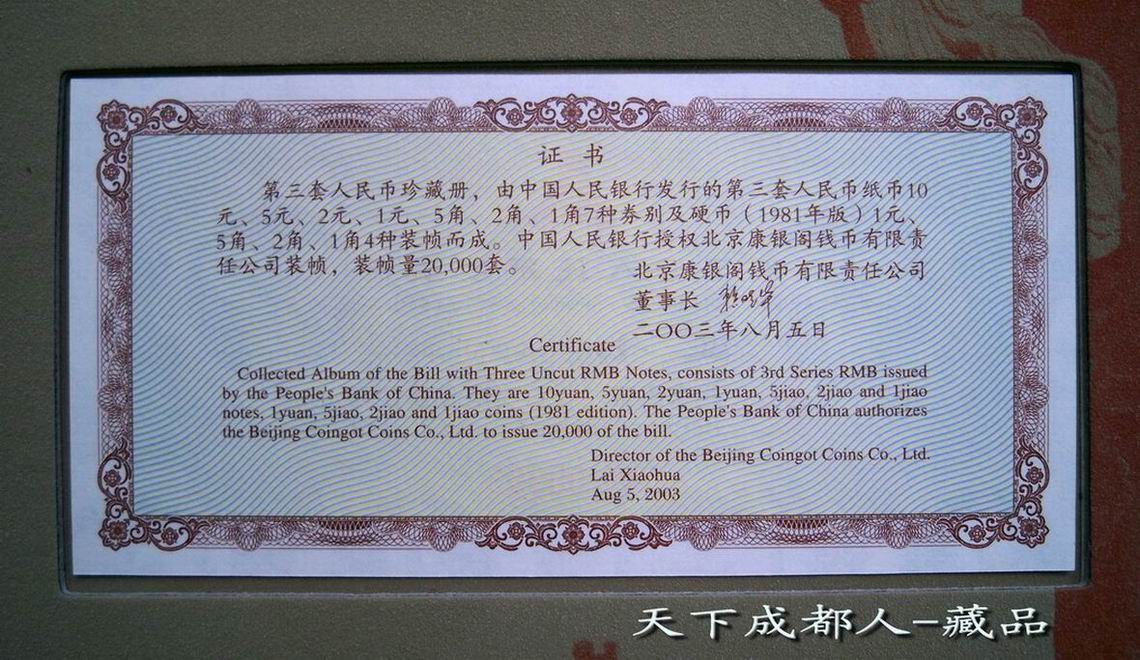 证书
第三套人民币珍藏册，由中国人民银行发行的第三套人民币纸币10
元、5元、2元、1元、5角、2角、1角7种券别及硬币（1981年版）1元、
5角、2角、1角4种装帧而成。中国人民银行授权北京康银阁钱币有限责
任公司装帧，装帧量20,000套。
北京康银阁钱币有限责任公司
董事长
二〇〇三年八月五日
Certificate
Collected Album of the Bill with Three Uncut RMB Notes, consists of 3rd Series RMB issued
by the People's Bank of China. They are 10yuan, 5yuan, 2yuan, 1yuan, 5jiao, 2jiao and 1jiao
notes, 1yuan, 5jiao, 2jiao and 1jiao coins (1981 edition). The People's Bank of China authorizes
the Beijing Coingot Coins Co., Ltd. to issue 20,000 of the bill.
Director of the Beijing Coingot Coins Co., Ltd.
Lai Xiaohua
Aug 5, 2003
天下成都人-藏品